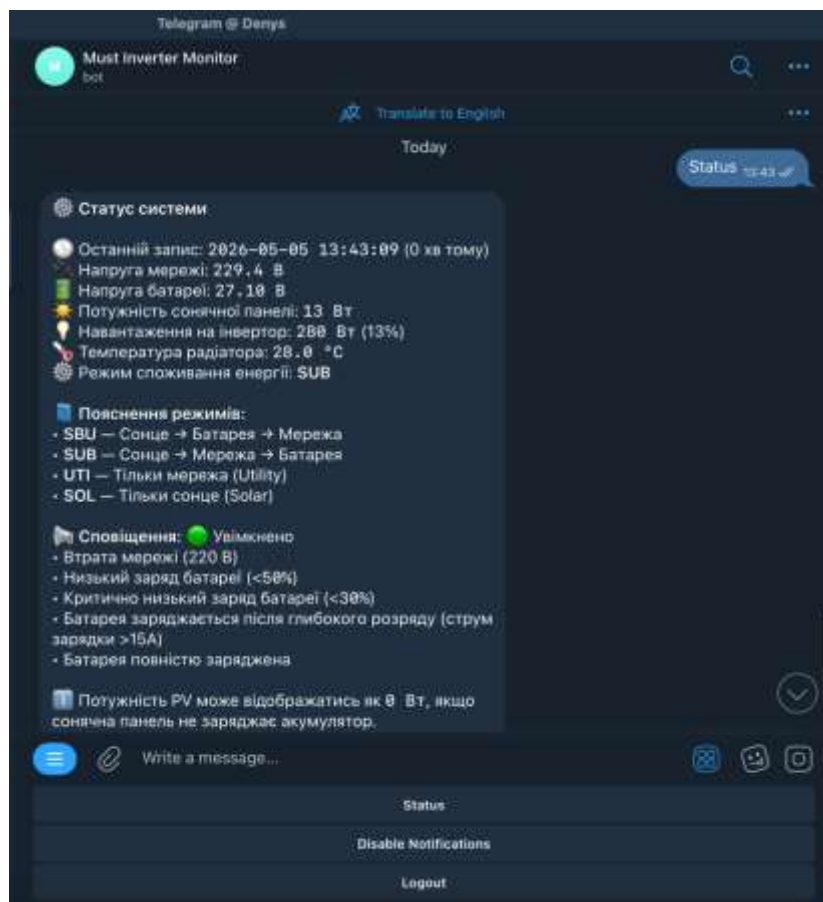 Telegram @ Denys
Must Inverter Monitor
bot
Translate to English
Today
Status 13:43
Статус системи
Останній запис: 2026-05-05 13:43:09 (0 хв тому)
Напруга мережі: 229.4 В
Напруга батареї: 27.10 В
Потужність сонячної панелі: 13 Вт
Навантаження на інвертор: 280 Вт (13%)
Температура радіатора: 28.0 °C
Режим споживання енергії: SUB
Пояснення режимів:
• SBU — Сонце → Батарея → Мережа
• SUB — Сонце → Мережа → Батарея
• UTI — Тільки мережа (Utility)
• SOL — Тільки сонце (Solar)
Сповіщення: Увімкнено
• Втрата мережі (220 В)
• Низький заряд батареї (<50%)
• Критично низький заряд батареї (<30%)
• Батарея заряджається після глибокого розряду (струм
зарядки >15А)
• Батарея повністю заряджена
Потужність PV може відображатись як 0 Вт, якщо
сонячна панель не заряджає акумулятор.
Write a message...
Status
Disable Notifications
Logout